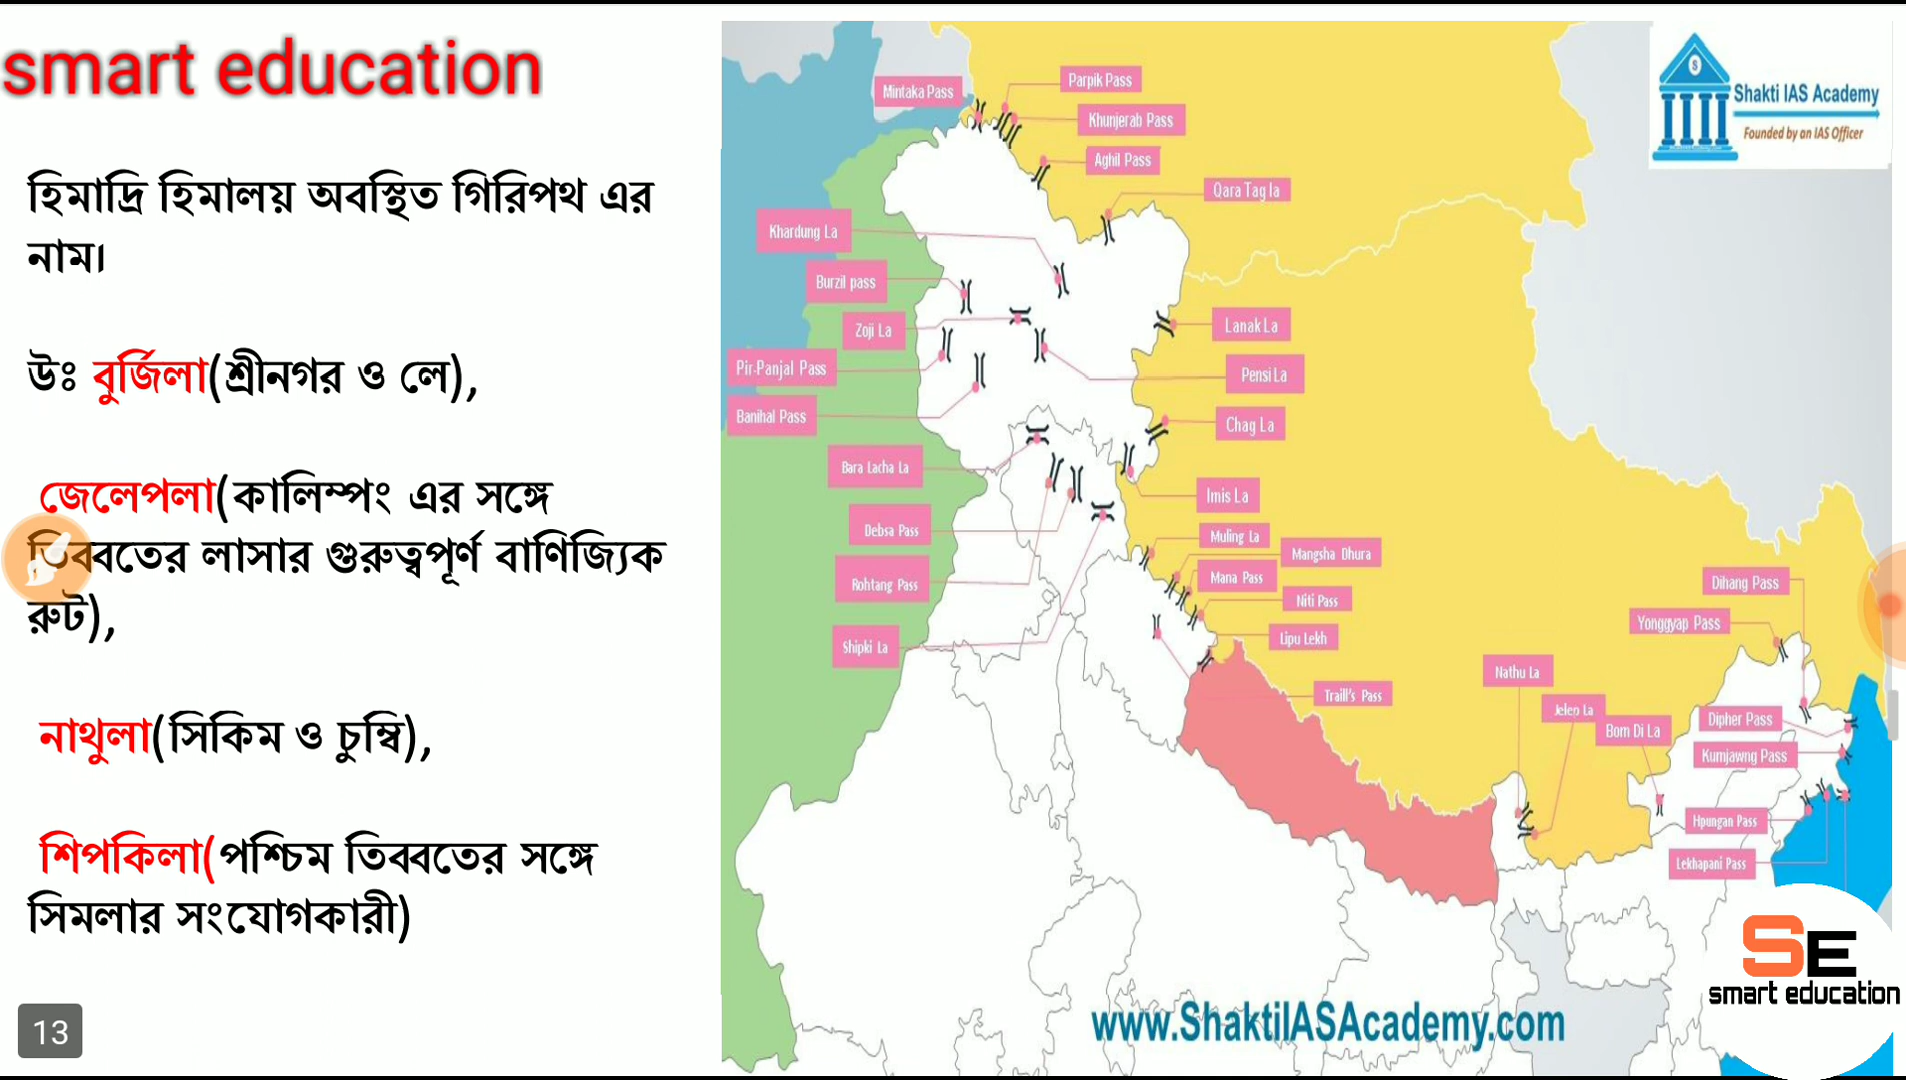 smart education
হিমাদ্রি হিমালয় অবস্থিত গিরিপথ এর
নাম।
উঃ বুর্জিলা(শ্রীনগর ও লে),
জেলেপলা(কালিম্পং এর সঙ্গে
তিব্বতের লাসার গুরুত্বপূর্ণ বাণিজ্যিক
রুট),
নাথুলা(সিকিম ও চুম্বি),
শিপকিলা(পশ্চিম তিব্বতের সঙ্গে
সিমলার সংযোগকারী)
13
Mintaka Pass
Parpik Pass
Khunjerab Pass
Aghil Pass
Qara Tag la
Khardung La
Burzil pass
Zoji La
Pir-Panjal Pass
Banihal Pass
Lanak La
Pensi La
Chag La
Bara Lacha La
Imis La
Debsa Pass
Muling La
Mangsha Dhura
Rohtang Pass
Mana Pass
Niti Pass
Shipki La
Lipu Lekh
Traill's Pass
Dihang Pass
Yonggyap Pass
Nathu La
Jelep La
Bom Di La
Dipher Pass
Kumjawng Pass
Hpungan Pass
Lekhapani Pass
S
Shakti IAS Academy
Founded by an IAS Officer
www.ShaktiIASAcademy.com
SE
smart education